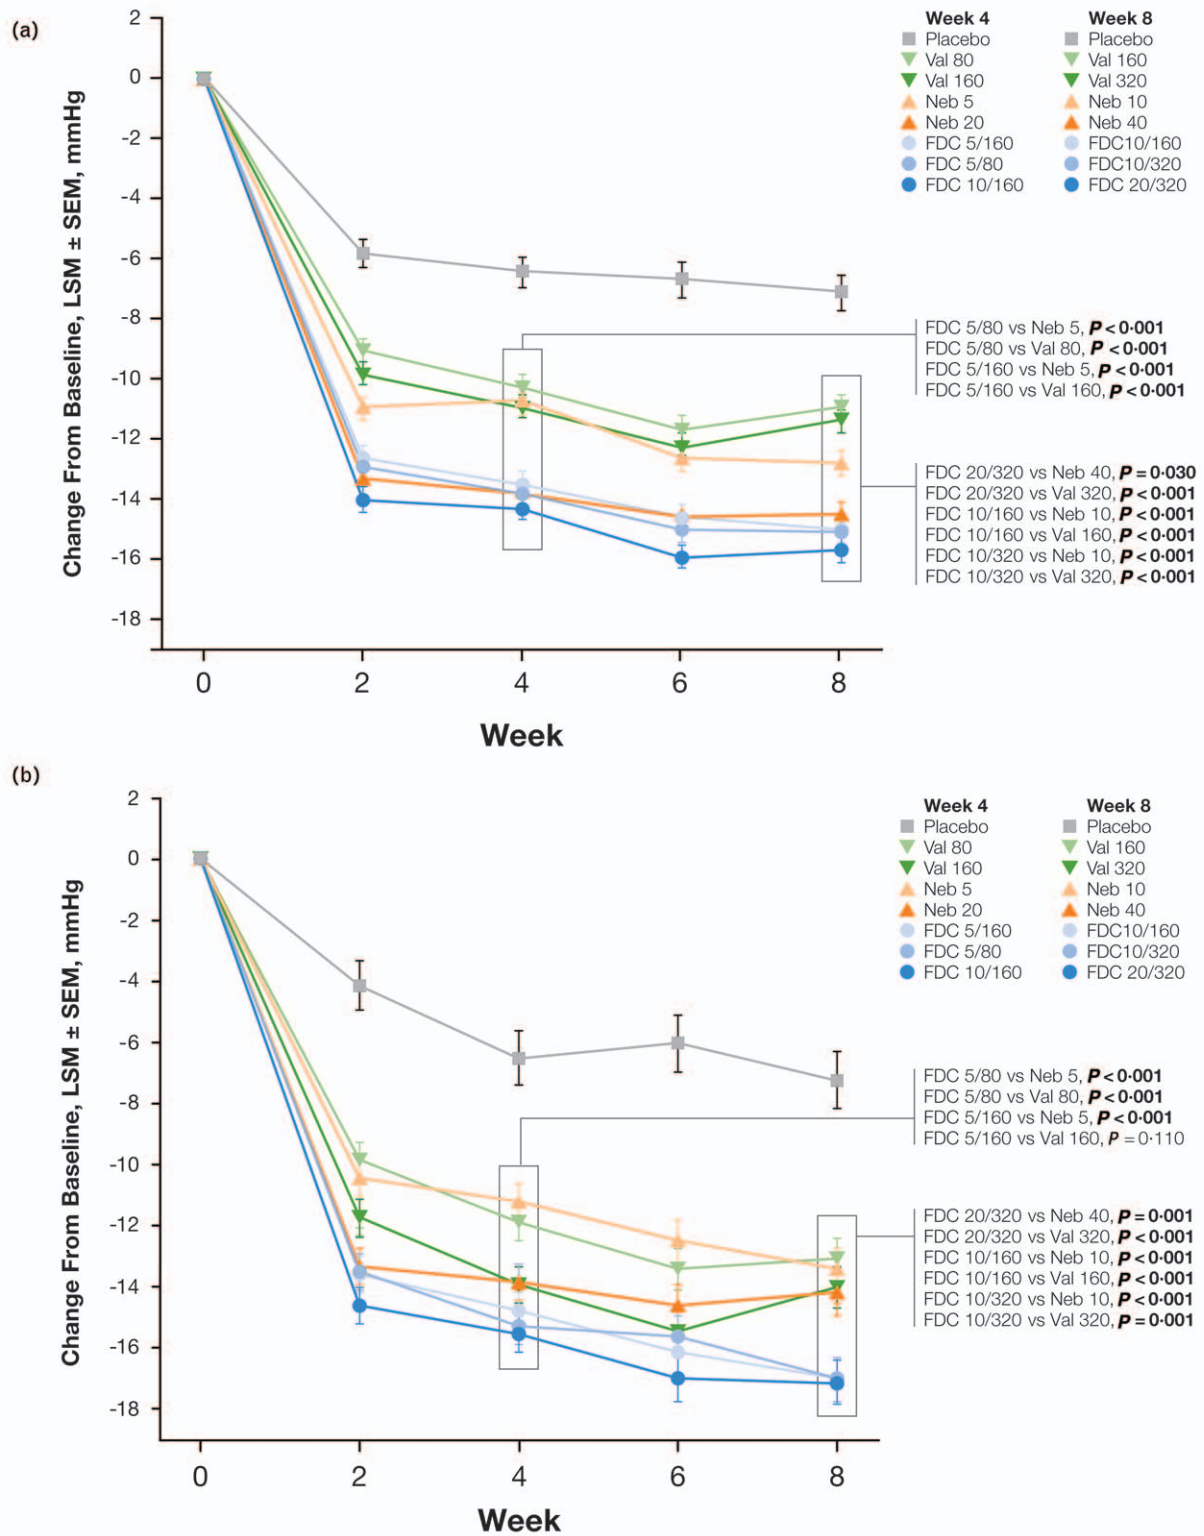 (a)
Change From Baseline, LSM ± SEM, mmHg
2
0
-2
-4
-6
-8
-10
-12
-14
-16
-18
0 2 4 6 8
Week
Week 4
Placebo
Val 80
Val 160
Neb 5
Neb 20
FDC 5/160
FDC 5/80
FDC 10/160
Week 8
Placebo
Val 160
Val 320
Neb 10
Neb 40
FDC10/160
FDC10/320
FDC 20/320
FDC 5/80 vs Neb 5, P < 0·001
FDC 5/80 vs Val 80, P < 0·001
FDC 5/160 vs Neb 5, P < 0·001
FDC 5/160 vs Val 160, P < 0·001
FDC 20/320 vs Neb 40, P = 0·030
FDC 20/320 vs Val 320, P < 0·001
FDC 10/160 vs Neb 10, P < 0·001
FDC 10/160 vs Val 160, P < 0·001
FDC 10/320 vs Neb 10, P < 0·001
FDC 10/320 vs Val 320, P < 0·001
(b)
Change From Baseline, LSM ± SEM, mmHg
2
0
-2
-4
-6
-8
-10
-12
-14
-16
-18
0 2 4 6 8
Week
Week 4
Placebo
Val 80
Val 160
Neb 5
Neb 20
FDC 5/160
FDC 5/80
FDC 10/160
Week 8
Placebo
Val 160
Val 320
Neb 10
Neb 40
FDC10/160
FDC10/320
FDC 20/320
FDC 5/80 vs Neb 5, P < 0·001
FDC 5/80 vs Val 80, P < 0·001
FDC 5/160 vs Neb 5, P < 0·001
FDC 5/160 vs Val 160, P = 0·110
FDC 20/320 vs Neb 40, P = 0·001
FDC 20/320 vs Val 320, P < 0·001
FDC 10/160 vs Neb 10, P < 0·001
FDC 10/160 vs Val 160, P < 0·001
FDC 10/320 vs Neb 10, P < 0·001
FDC 10/320 vs Val 320, P = 0·001